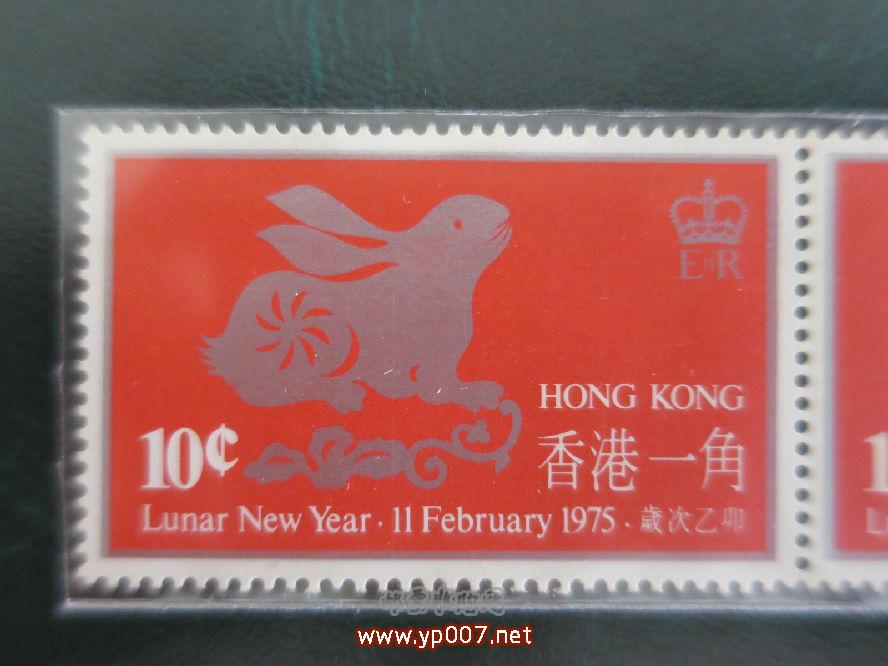 E II R
HONG KONG
10¢
香港一角
Lunar New Year · 11 February 1975 · 歲次乙卯
www.yp007.net